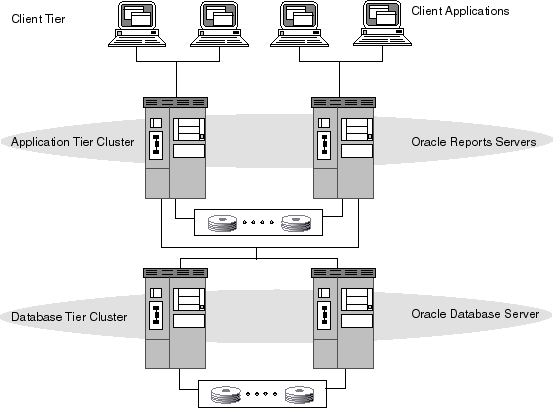 Client Tier
Client Applications
Application Tier Cluster
Oracle Reports Servers
Database Tier Cluster
Oracle Database Server